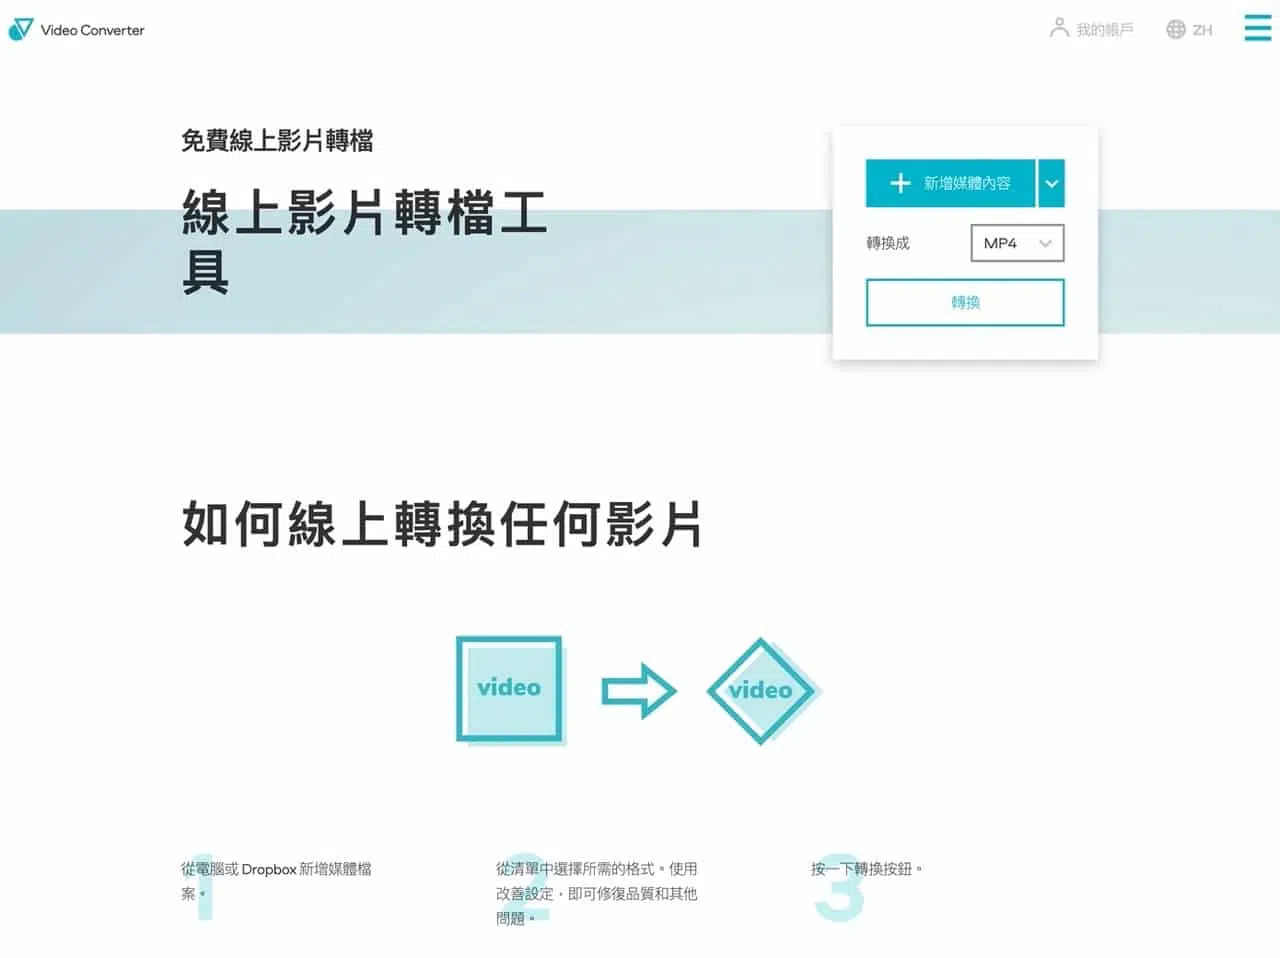 Video Converter
我的帳戶
ZH
免費線上影片轉檔
線上影片轉檔工
具
新增媒體內容
轉換成
MP4
轉換
如何線上轉換任何影片
video
video
1
從電腦或 Dropbox 新增媒體檔
案。
2
從清單中選擇所需的格式。使用
改善設定，即可修復品質和其他
問題。
3
按一下轉換按鈕。